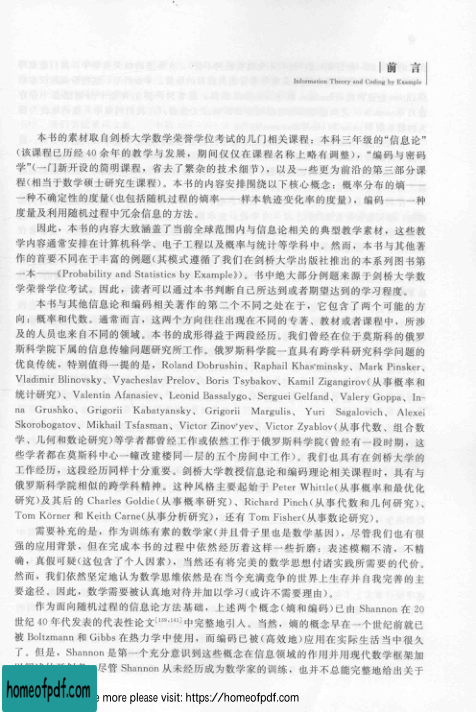 前 言
Information Theory and Coding by Example
本书的素材取自剑桥大学数学荣誉学位考试的几门相关课程：本科三年级的“信息论”
(该课程已历经 40 余年的教学与发展，期间仅仅在课程名称上略有调整)，“编码与密码
学”(一门新开设的简明课程，省去了繁杂的技术细节)，以及一些更为前沿的第三部分课
程(相当于数学硕士研究生课程)。本书的内容安排围绕以下核心概念：概率分布的熵——
一种不确定性的度量(也包括随机过程的熵率——样本轨迹变化率的度量)，编码——一种
度量及利用随机过程中冗余信息的方法。
因此，本书的内容大致涵盖了当前全球范围内与信息论相关的典型教学素材，这些教
学内容通常安排在计算机科学、电子工程以及概率与统计等学科中。然而，本书与其他著
作的首要不同在于丰富的例题(其模式遵循了我们在剑桥大学出版社推出的本系列图书第
一本——《Probability and Statistics by Example》)。书中绝大部分例题来源于剑桥大学数
学荣誉学位考试。因此，读者可以通过本书判断自己所达到或者期望达到的学习程度。
本书与其他信息论和编码相关著作的第二个不同之处在于，它包含了两个可能的方
向：概率和代数。通常而言，这两个方向往往出现在不同的专著、教材或者课程中，所涉
及的人员也来自不同的领域。本书的成形得益于两段经历。我们曾经在位于莫斯科的俄罗
斯科学院下属的信息传输问题研究所工作。俄罗斯科学院一直具有跨学科研究科学问题的
优良传统，特别值得一提的是，Roland Dobrushin、Raphail Khas'minsky、Mark Pinsker、
Vladimir Blinovsky、Vyacheslav Prelov、Boris Tsybakov、Kamil Zigangirov(从事概率和
统计研究)、Valentin Afanasiev、Leonid Bassalygo、Serguei Gelfand、Valery Goppa、In-
na Grushko、Grigorii Kabatyansky、Grigorii Margulis、Yuri Sagalovich、Alexei
Skorobogatov、Mikhail Tsfasman、Victor Zinov'yev、Victor Zyablov(从事代数、组合数
学、几何和数论研究)等学者都曾经工作或依然工作于俄罗斯科学院(曾经有一段时期，这
些学者都在莫斯科中心一幢改建楼同一层的五个房间中工作)。我们也具有在剑桥大学的
工作经历，这段经历同样十分重要。剑桥大学教授信息论和编码理论相关课程时，具有与
俄罗斯科学院相似的跨学科精神。这种风格主要起始于 Peter Whittle(从事概率和最优化
研究)及其后的 Charles Goldie(从事概率研究)、Richard Pinch(从事代数和几何研究)、
Tom Körner 和 Keith Carne(从事分析研究)，还有 Tom Fisher(从事数论研究)。
需要补充的是，作为训练有素的数学家(并且骨子里也是数学基因)，尽管我们也有很
强的应用背景，但在完成本书的过程中依然经历着这样一些折磨：表述模糊不清，不精
确，真假可疑(这包含了个人因素)，当然还有将完美的数学思想付诸实践所需要的代价。
然而，我们依然坚定地认为数学思维依然是在当今充满竞争的世界上生存并自我完善的主
要途径。因此，数学需要被认真地对待并加以学习(或许不需要理由)。
作为面向随机过程的信息论方法基础，上述两个概念(熵和编码)已由 Shannon 在 20
世纪 40 年代发表的代表性论文[139,141]中完整地引入。当然，熵的概念早在一个世纪前就已
被 Boltzmann 和 Gibbs 在热力学中使用，而编码已被(高效地)应用在实际生活当中很久
了。但是，Shannon 是第一个充分意识到这些概念在信息领域的作用并用现代数学框架加
尽管 Shannon 从未经历成为数学家的训练，也并不总能完整地给出关于
homeofpdf.com
e more please visit: https://homeofpdf.com